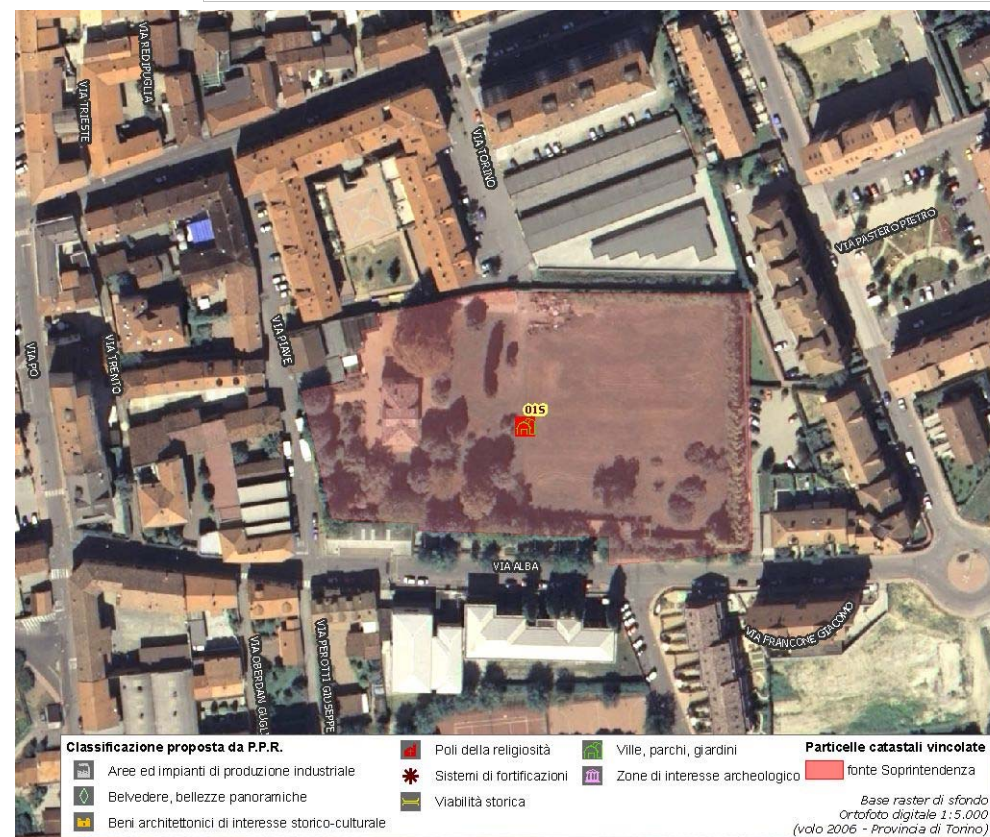 VIA REDIPUGLIA
VIA TRIESTE
VIA TORINO
VIA PASTERO PIETRO
VIA PO
VIA TRENTO
VIA PIAVE
01S
VIA ALBA
VIA FRANCONE GIACOMO
VIA OBERDAN GUGL
VIA PEROTTI GIUSEPPE
Classificazione proposta da P.P.R.
Aree ed impianti di produzione industriale
Belvedere, bellezze panoramiche
Beni architettonici di interesse storico-culturale
Poli della religiosità
Sistemi di fortificazioni
Viabilità storica
Ville, parchi, giardini
Zone di interesse archeologico
Particelle catastali vincolate
fonte Soprintendenza
Base raster di sfondo
Ortofoto digitale 1:5.000
(volo 2006 - Provincia di Torino)